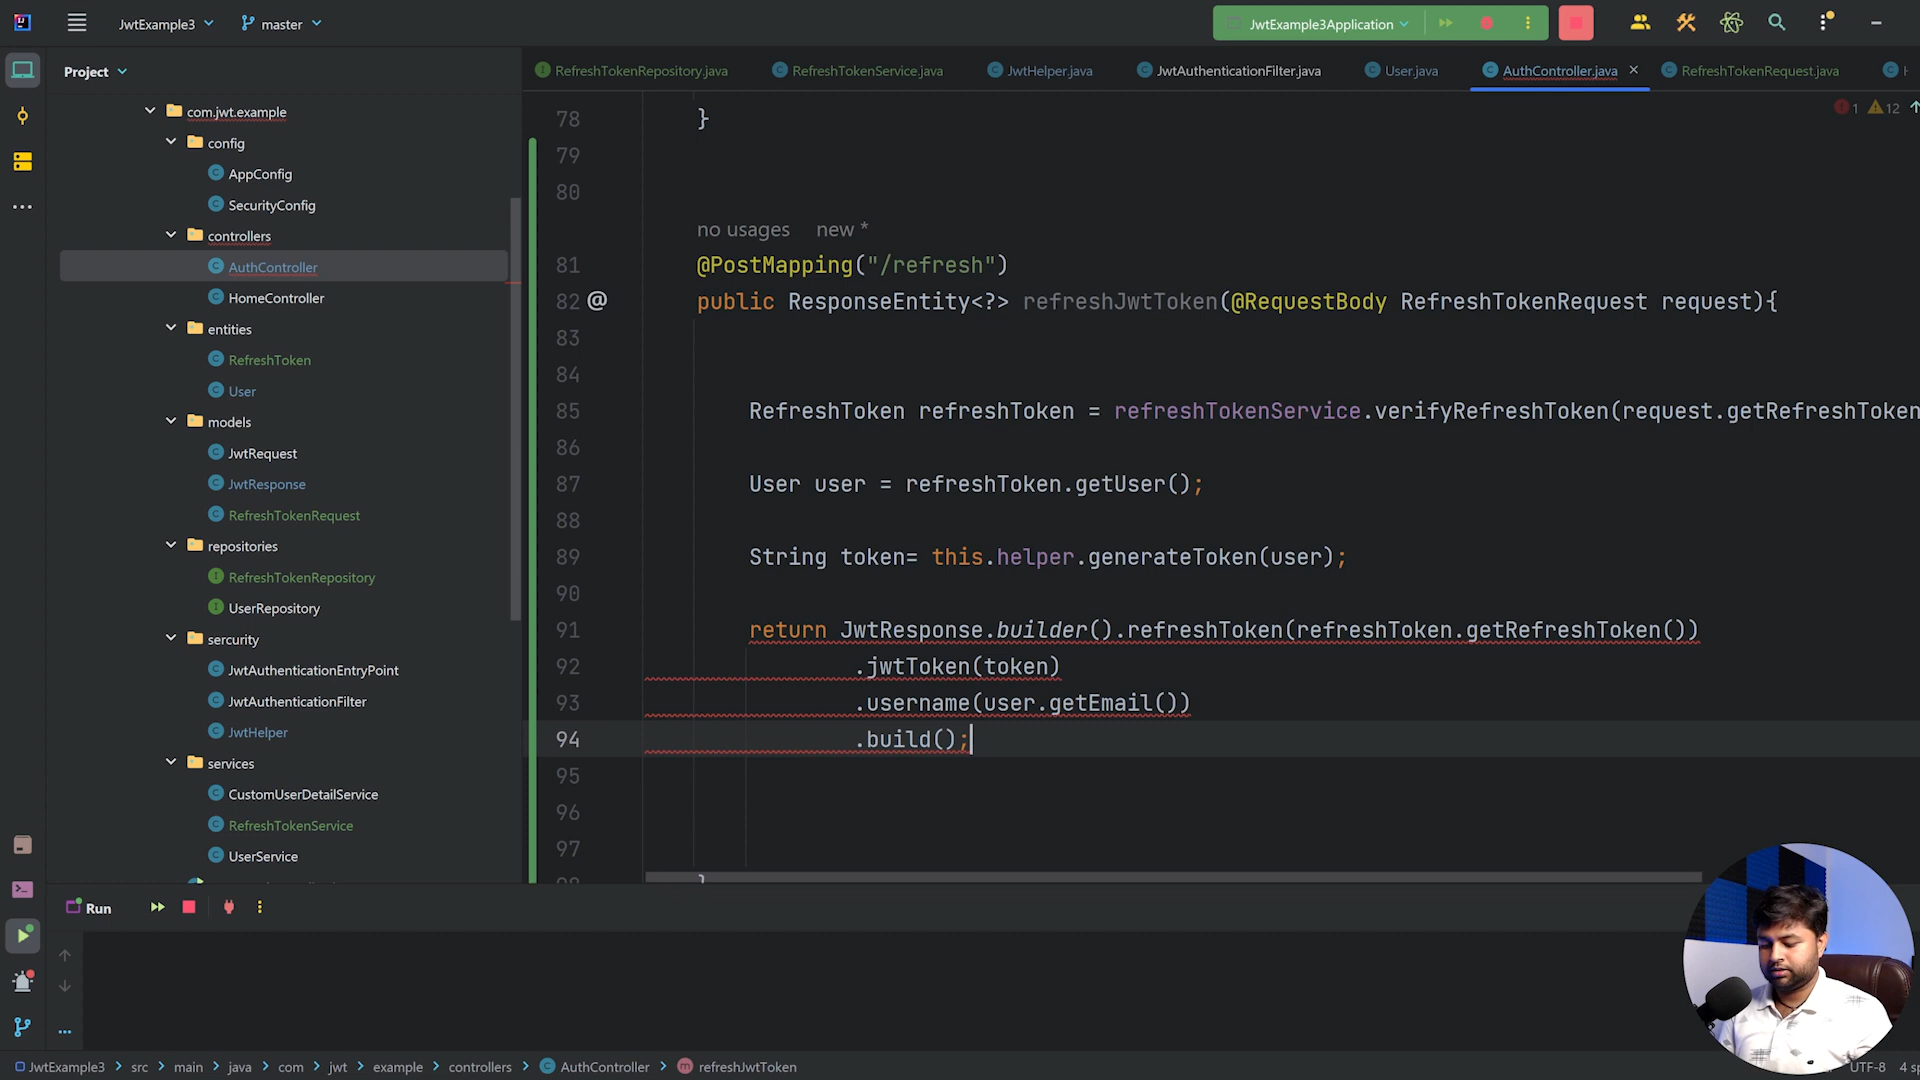 JwtExample3
master
JwtExample3Application
Project
RefreshTokenRepository.java
RefreshTokenService.java
JwtHelper.java
JwtAuthenticationFilter.java
User.java
AuthController.java
RefreshTokenRequest.java
1
12
com.jwt.example
config
AppConfig
SecurityConfig
controllers
AuthController
HomeController
entities
RefreshToken
User
models
JwtRequest
JwtResponse
RefreshTokenRequest
repositories
RefreshTokenRepository
UserRepository
sercurity
JwtAuthenticationEntryPoint
JwtAuthenticationFilter
JwtHelper
services
CustomUserDetailService
RefreshTokenService
UserService
78 }
79
80
no usages new *
81 @PostMapping("/refresh")
82 @ public ResponseEntity<?> refreshJwtToken(@RequestBody RefreshTokenRequest request){
83
84
85 RefreshToken refreshToken = refreshTokenService.verifyRefreshToken(request.getRefreshToken
86
87 User user = refreshToken.getUser();
88
89 String token= this.helper.generateToken(user);
90
91 return JwtResponse.builder().refreshToken(refreshToken.getRefreshToken())
92 .jwtToken(token)
93 .username(user.getEmail())
94 .build();
95
96
97
Run
JwtExample3 > src > main > java > com > jwt > example > controllers > AuthController > refreshJwtToken
UTF-8 4 sp